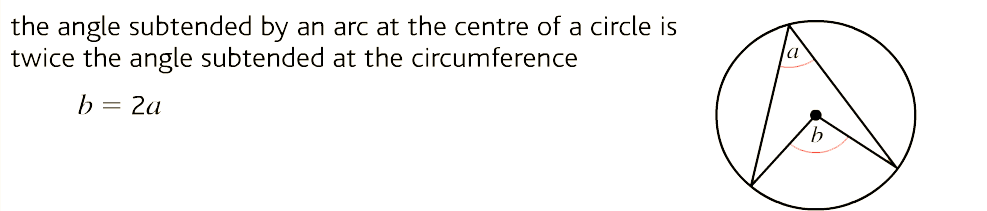 the angle subtended by an arc at the centre of a circle is
twice the angle subtended at the circumference
b = 2a
a
b